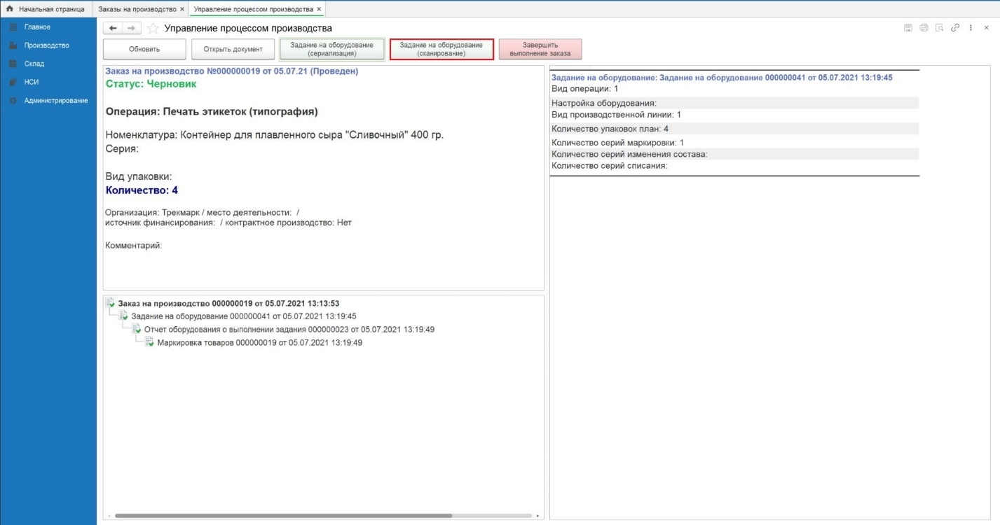 Начальная страница
Заказы на производство ×
Управление процессом производства ×
Главное
Производство
Склад
НСИ
Администрирование
Управление процессом производства
Обновить
Открыть документ
Задание на оборудование
(сериализация)
Задание на оборудование
(сканирование)
Завершить
выполнение заказа
Заказ на производство №000000019 от 05.07.21 (Проведен)
Статус: Черновик
Операция: Печать этикеток (типография)
Номенклатура: Контейнер для плавленного сыра "Сливочный" 400 гр.
Серия:
Вид упаковки:
Количество: 4
Организация: Трекмарк / место деятельности: /
источник финансирования: / контрактное производство: Нет
Комментарий:
Заказ на производство 000000019 от 05.07.2021 13:13:53
Задание на оборудование 000000041 от 05.07.2021 13:19:45
Отчет оборудования о выполнении задания 000000023 от 05.07.2021 13:19:49
Маркировка товаров 000000019 от 05.07.2021 13:19:49
Задание на оборудование: Задание на оборудование 000000041 от 05.07.2021 13:19:45
Вид операции: 1
Настройка оборудования:
Вид производственной линии: 1
Количество упаковок план: 4
Количество серий маркировки: 1
Количество серий изменения состава:
Количество серий списания: